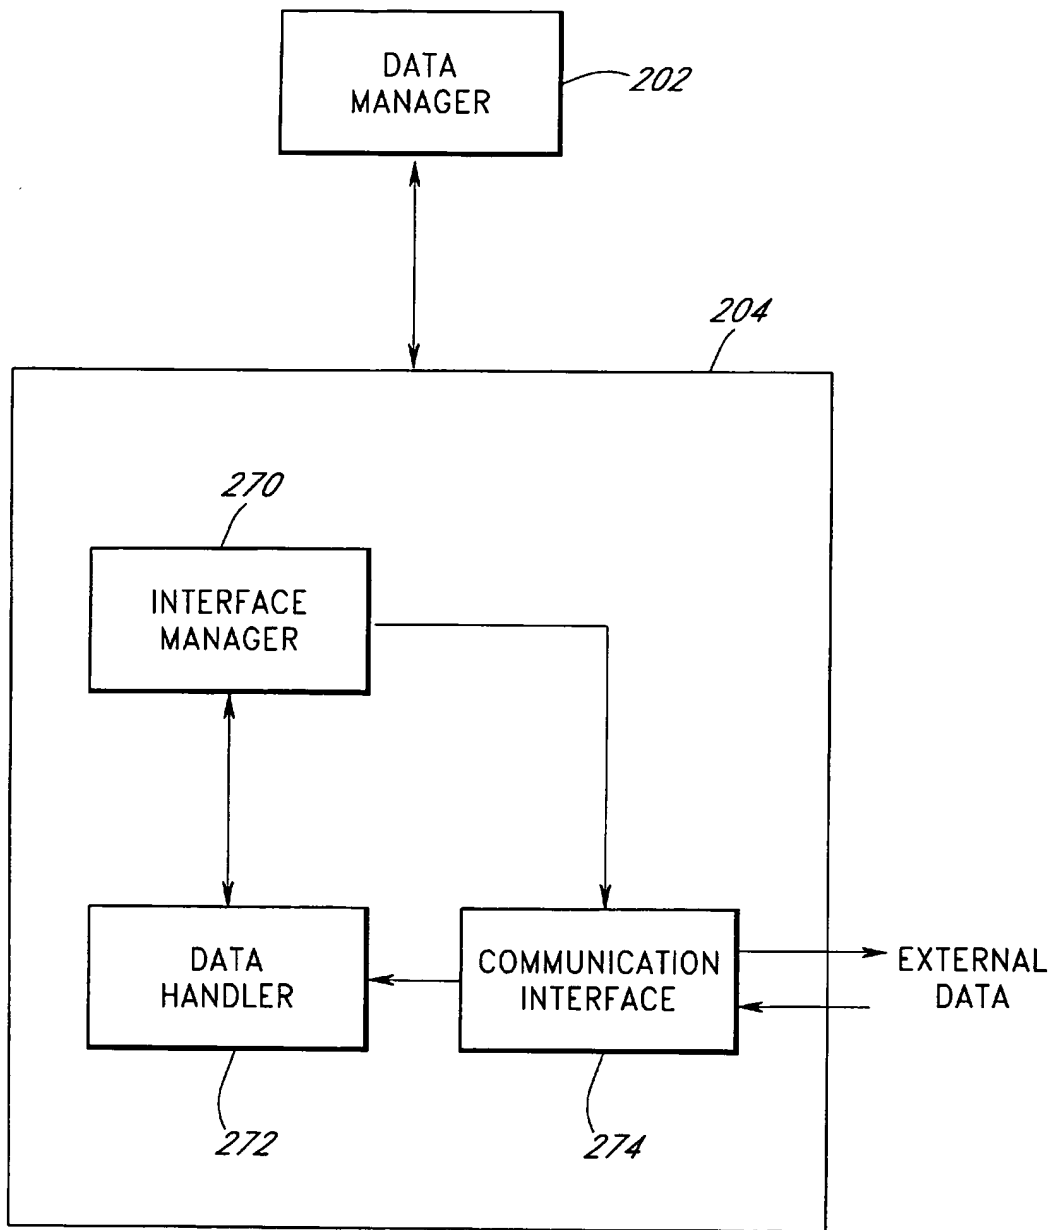 DATA
MANAGER
202
204
270
INTERFACE
MANAGER
DATA
HANDLER
COMMUNICATION
INTERFACE
EXTERNAL
DATA
272
274